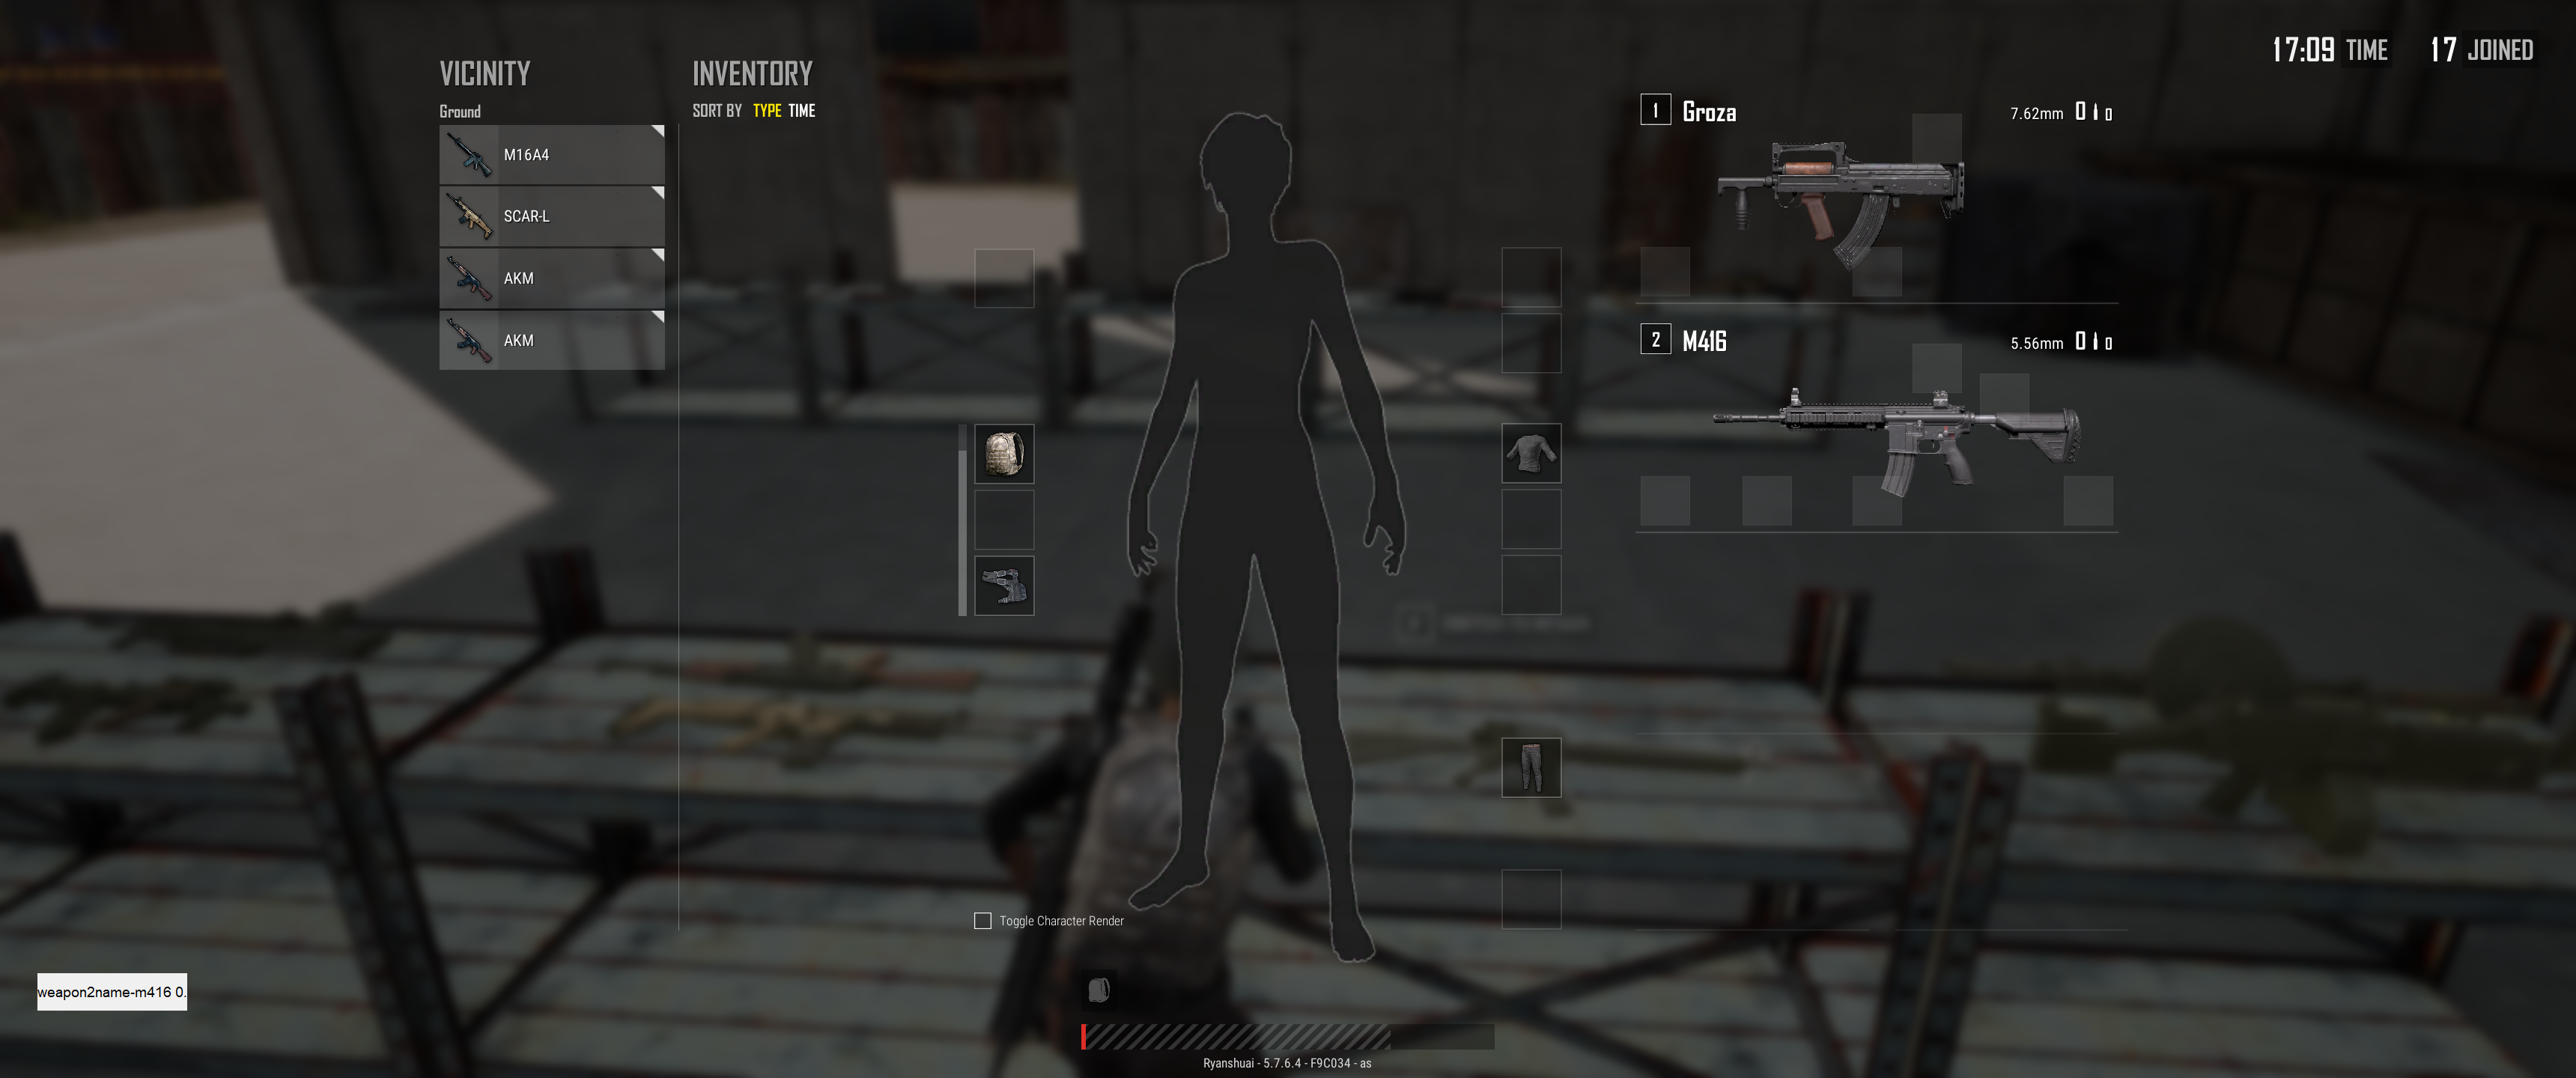 17:09 TIME 17 JOINED
VICINITY
Ground
M16A4
SCAR-L
AKM
AKM
INVENTORY
SORT BY TYPE TIME
1 Groza 7.62mm 0 0
2 M416 5.56mm 0 0
Toggle Character Render
weapon2name-m416 0.
Ryanshuai - 5.7.6.4 - F9C034 - as